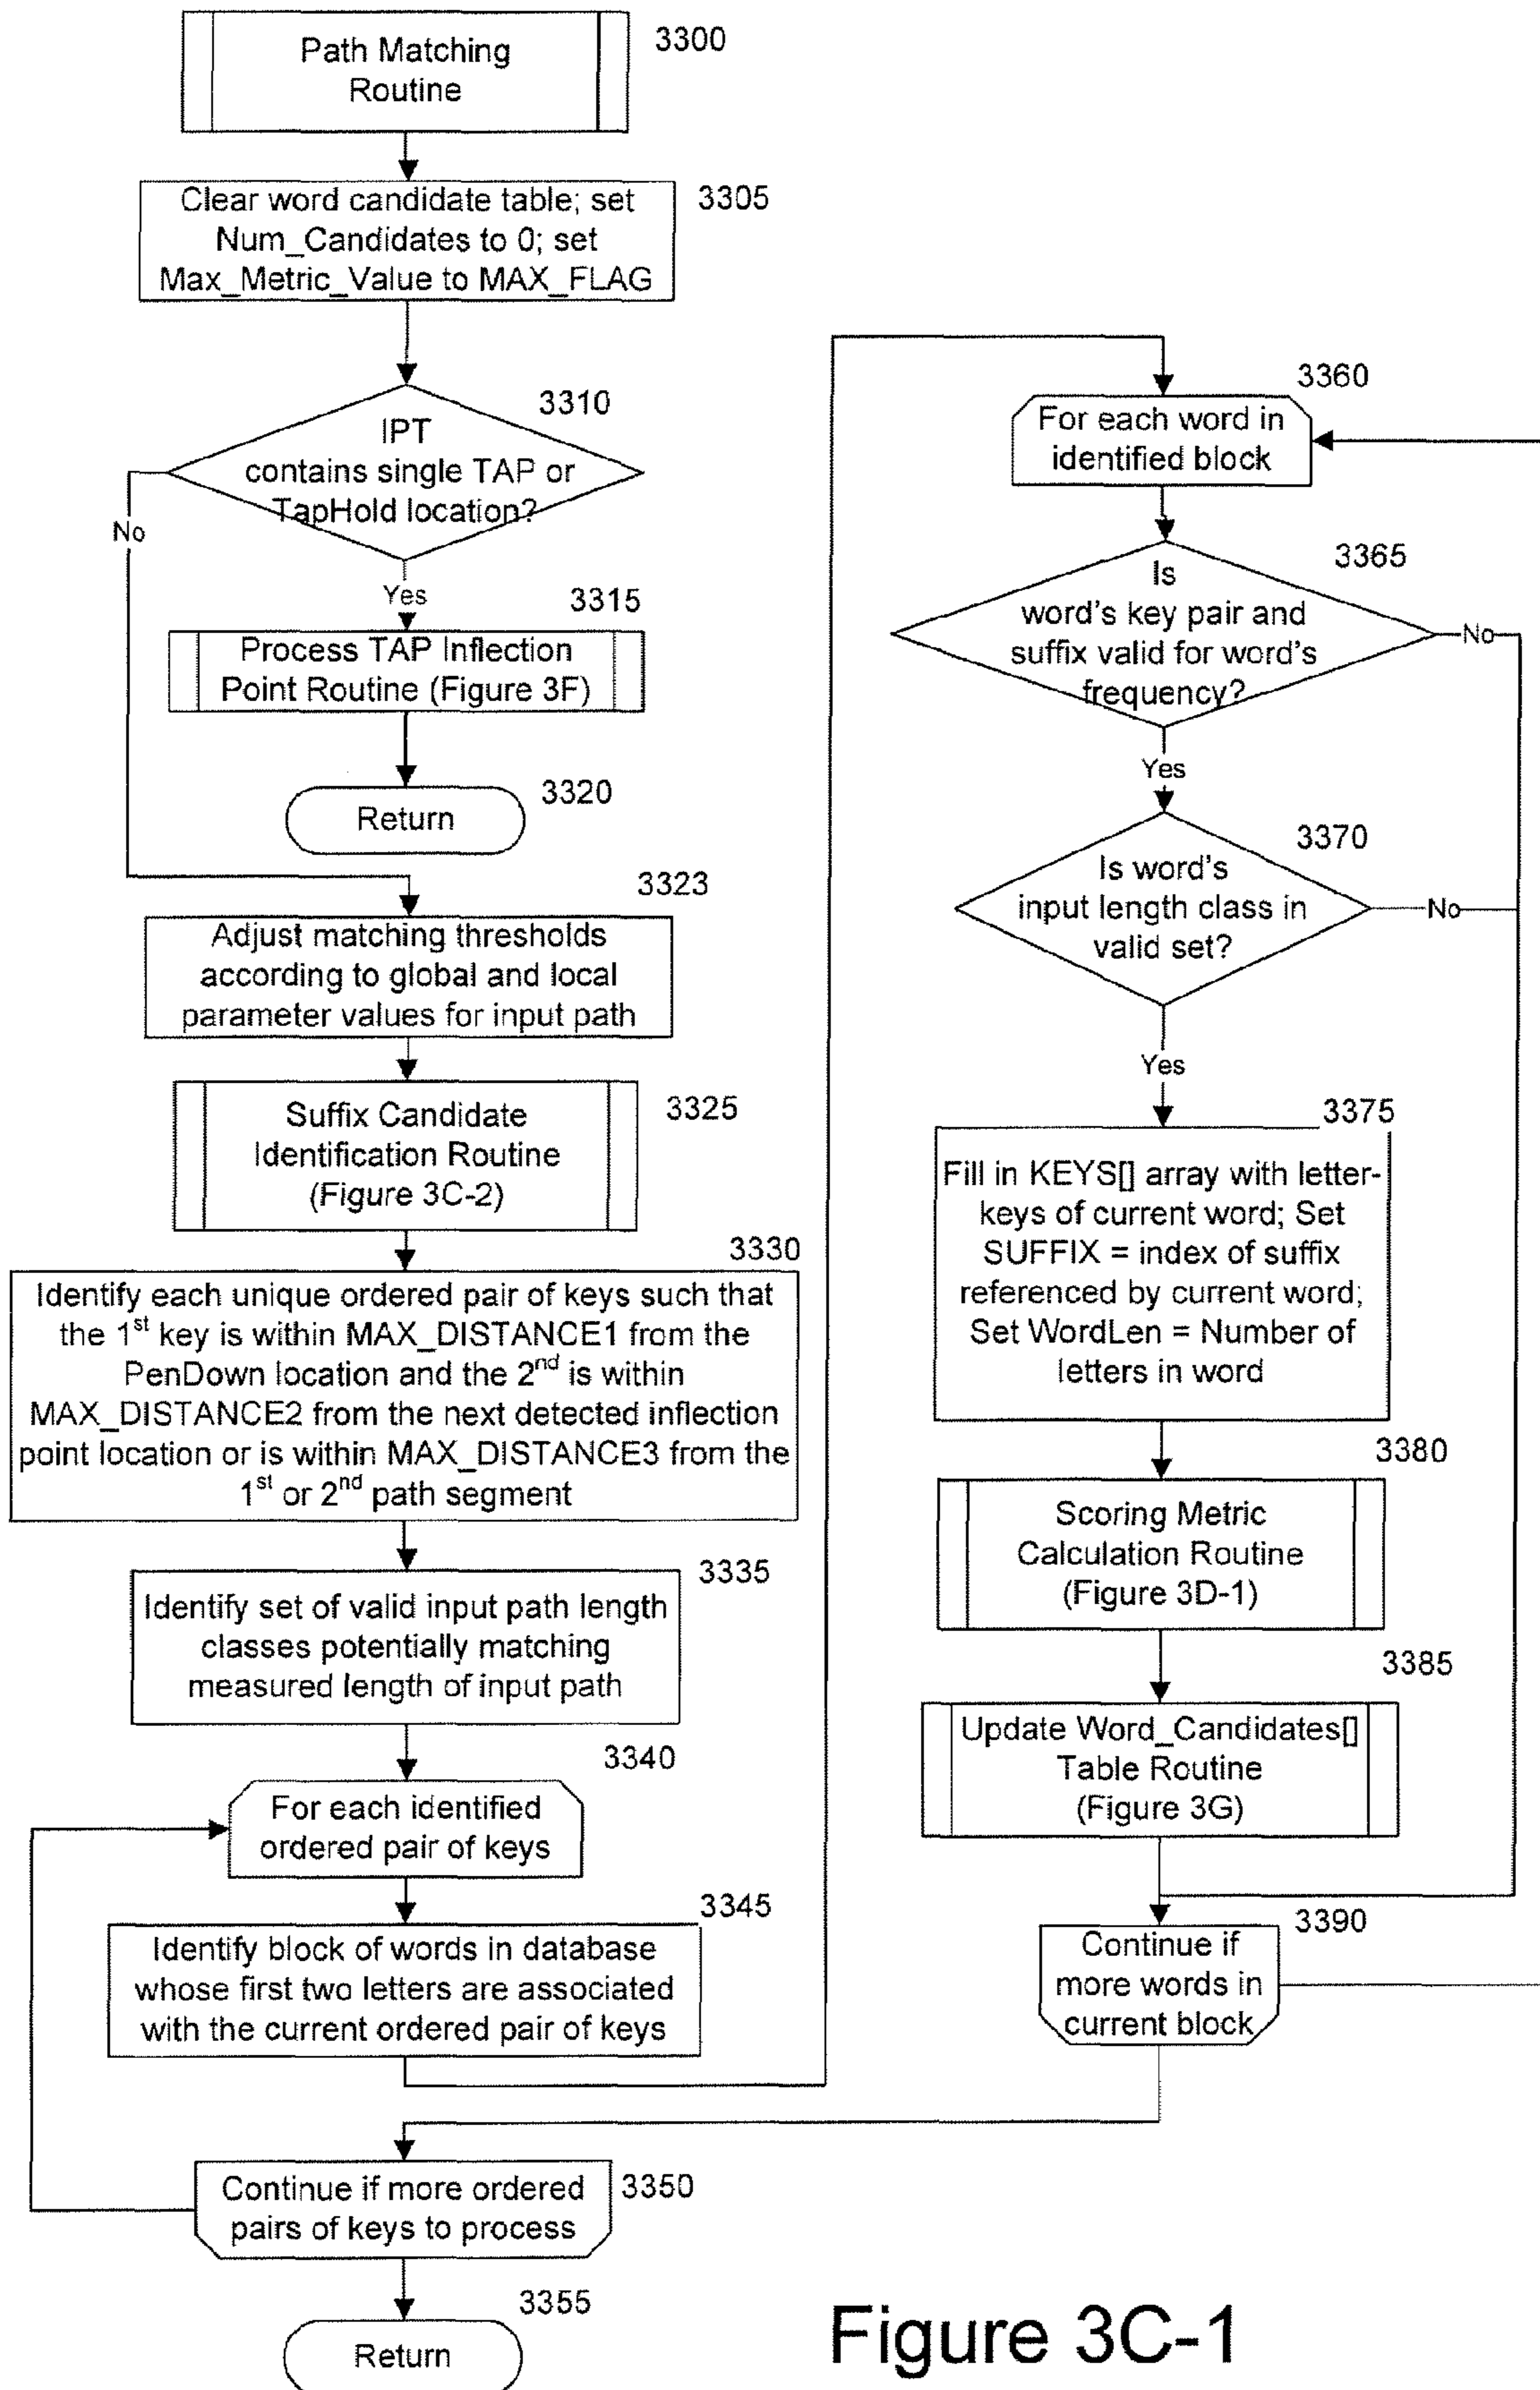 Path Matching
Routine
3300
Clear word candidate table; set
Num_Candidates to 0; set
Max_Metric_Value to MAX_FLAG
3305
IPT
contains single TAP or
TapHold location?
3310
No
Yes
3315
Process TAP Inflection
Point Routine (Figure 3F)
Return
3320
3323
Adjust matching thresholds
according to global and local
parameter values for input path
Suffix Candidate
Identification Routine
(Figure 3C-2)
3325
3330
Identify each unique ordered pair of keys such that
the 1st key is within MAX_DISTANCE1 from the
PenDown location and the 2nd is within
MAX_DISTANCE2 from the next detected inflection
point location or is within MAX_DISTANCE3 from the
1st or 2nd path segment
3335
Identify set of valid input path length
classes potentially matching
measured length of input path
3340
For each identified
ordered pair of keys
3345
Identify block of words in database
whose first two letters are associated
with the current ordered pair of keys
Continue if more ordered
pairs of keys to process
3350
3355
Return
3360
For each word in
identified block
3365
Is
word's key pair and
suffix valid for word's
frequency?
No
Yes
3370
Is word's
input length class in
valid set?
No
Yes
3375
Fill in KEYS[] array with letter-
keys of current word; Set
SUFFIX = index of suffix
referenced by current word;
Set WordLen = Number of
letters in word
3380
Scoring Metric
Calculation Routine
(Figure 3D-1)
3385
Update Word_Candidates[]
Table Routine
(Figure 3G)
3390
Continue if
more words in
current block
Figure 3C-1